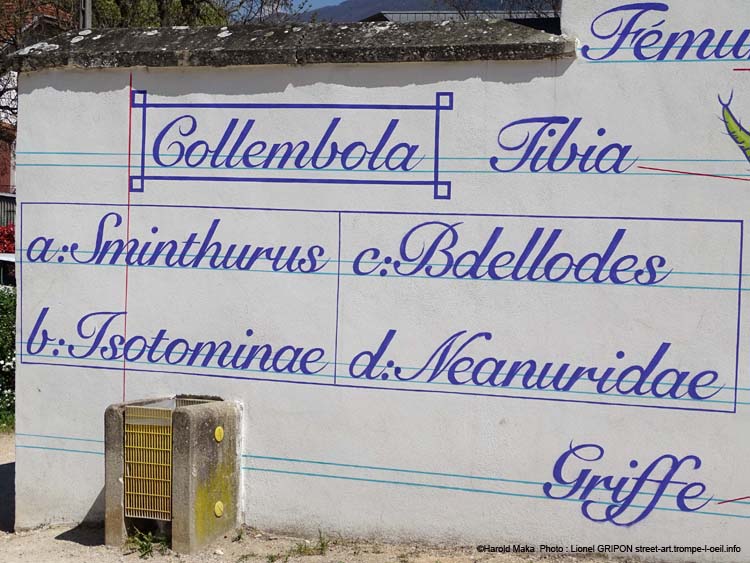 Fému
Collembola
Tibia
a: Sminthurus
c: Bdellodes
b: Isotominae
d: Neanuridae
Griffe
©Harold Maka Photo : Lionel GRIPON street-art.trompe-l-oeil.info